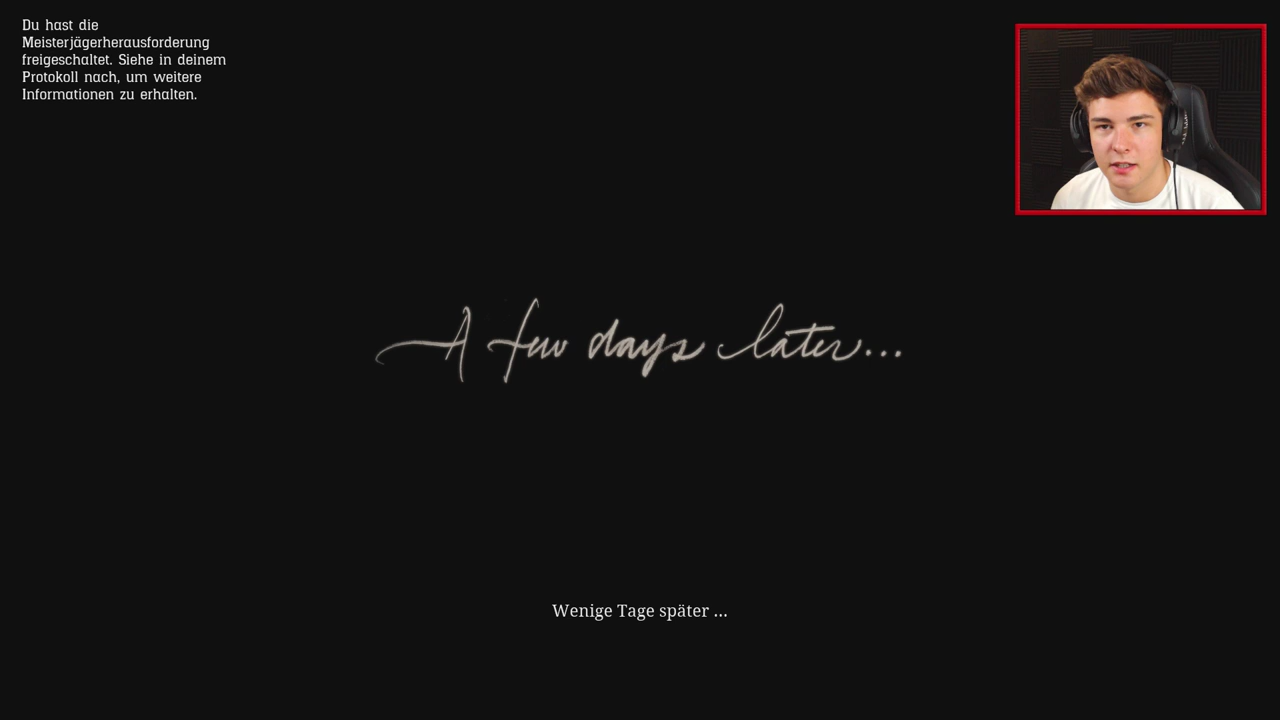 Du hast die
Meisterjägerherausforderung
freigeschaltet. Siehe in deinem
Protokoll nach, um weitere
Informationen zu erhalten.
A few days later...
Wenige Tage später ...